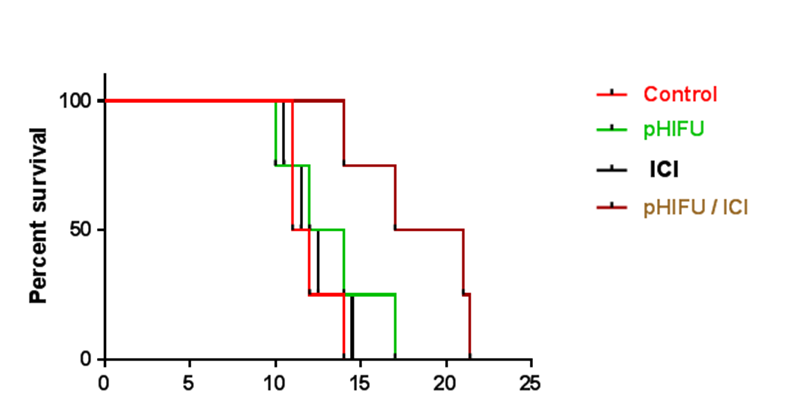 Percent survival
100
50
0
0 5 10 15 20 25
Control
pHIFU
ICI
pHIFU / ICI